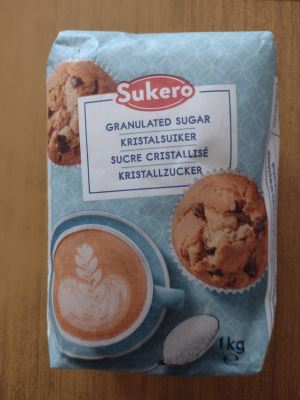 Sukero
GRANULATED SUGAR
KRISTALSUIKER
SUCRE CRISTALLISÉ
KRISTALLZUCKER
1kg
e